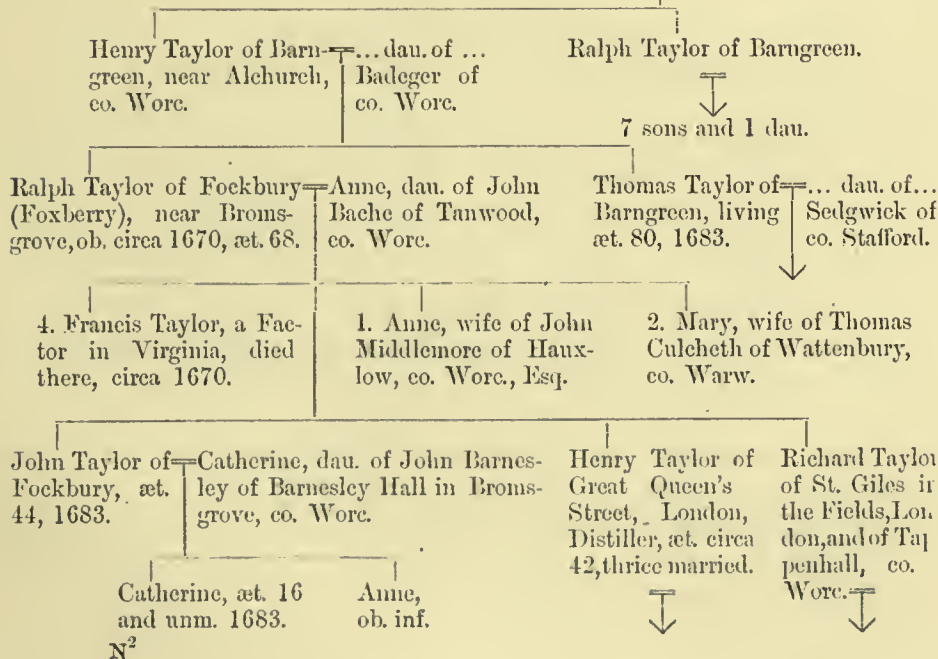 Henry Taylor of Barn-
green, near Alchurch,
co. Worc.
... dau. of ...
Badeger of
co. Worc.
Ralph Taylor of Barngreen.
7 sons and 1 dau.
Ralph Taylor of Fockbury
(Foxberry), near Broms-
grove, ob. circa 1670, æt. 68.
Anne, dau. of John
Bache of Tanwood,
co. Worc.
Thomas Taylor of
Barngreen, living
æt. 80, 1683.
... dau. of...
Sedgwick of
co. Stafford.
4. Francis Taylor, a Fac-
tor in Virginia, died
there, circa 1670.
1. Anne, wife of John
Middlemore of Haux-
low, co. Worc., Esq.
2. Mary, wife of Thomas
Culcheth of Wattenbury,
co. Warw.
John Taylor of
Fockbury, æt.
44, 1683.
Catherine, dau. of John Barnes-
ley of Barnesley Hall in Broms-
grove, co. Worc.
Henry Taylor of
Great Queen's
Street, London,
Distiller, æt. circa
42, thrice married.
Richard Taylor
of St. Giles in
the Fields, Lon
don, and of Tap
penhall, co.
Worc.
Catherine, æt. 16
and unm. 1683.
Anne,
ob. inf.
N²